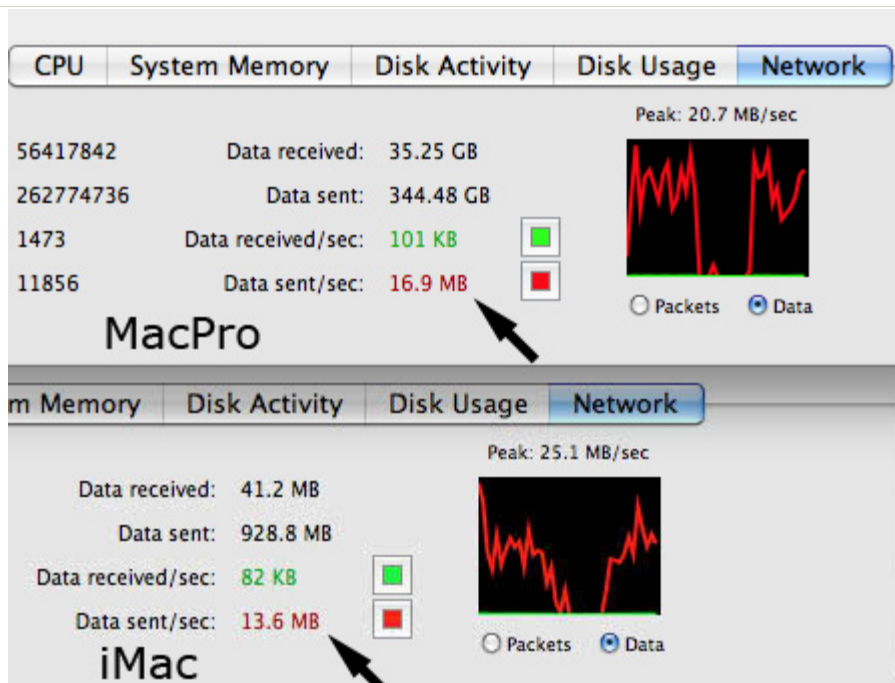 CPU System Memory Disk Activity Disk Usage Network
Peak: 20.7 MB/sec
56417842 Data received: 35.25 GB
262774736 Data sent: 344.48 GB
1473 Data received/sec: 101 KB
11856 Data sent/sec: 16.9 MB
Packets Data
MacPro
m Memory Disk Activity Disk Usage Network
Peak: 25.1 MB/sec
Data received: 41.2 MB
Data sent: 928.8 MB
Data received/sec: 82 KB
Data sent/sec: 13.6 MB
Packets Data
iMac